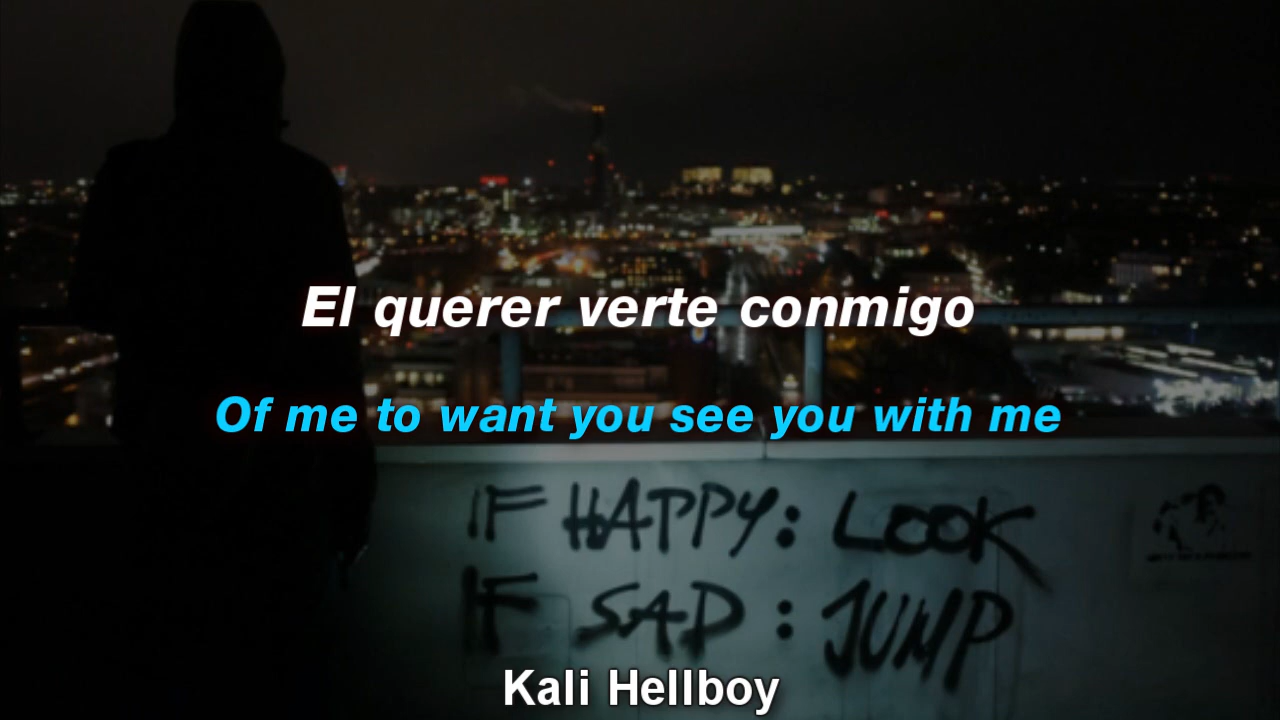 El querer verte conmigo
Of me to want you see you with me
IF HAPPY: LOOK
IF SAD: JUMP
Kali Hellboy